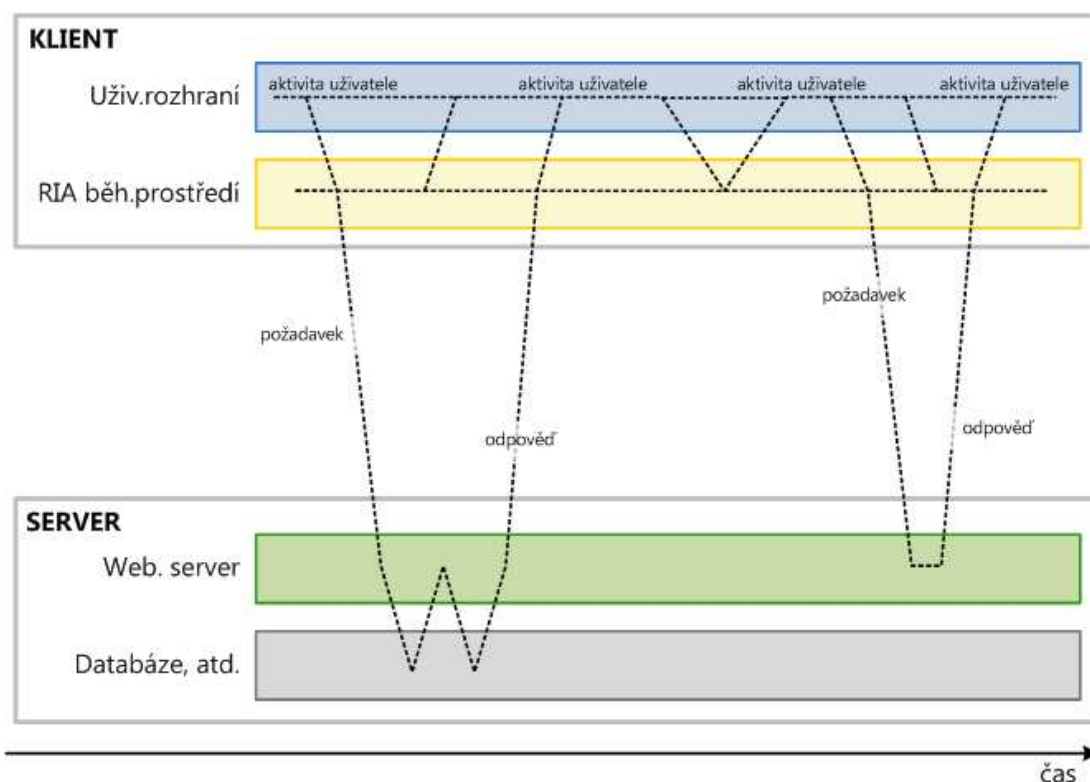 KLIENT
Uživ.rozhraní
aktivita uživatele
aktivita uživatele
aktivita uživatele
aktivita uživatele
RIA běh.prostředí
požadavek
požadavek
odpověď
odpověď
SERVER
Web. server
Databáze, atd.
čas